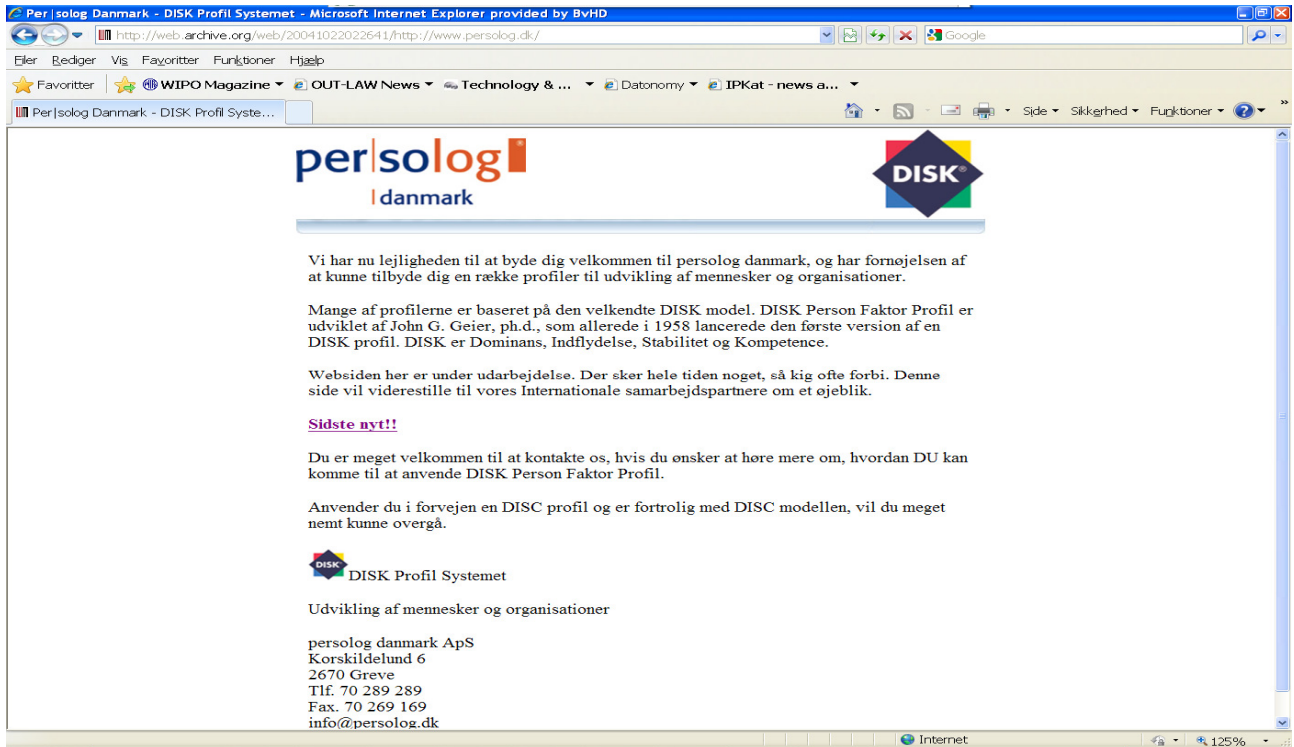 Per|solog Danmark - DISK Profil Systemet - Microsoft Internet Explorer provided by BvHD
http://web.archive.org/web/20041022022641/http://www.persolog.dk/
Google
Filer Rediger Vis Favoritter Funktioner Hjælp
Favoritter WIPO Magazine OUT-LAW News Technology & ... Datonomy IPKat - news a...
Per|solog Danmark - DISK Profil Syste...
Side Sikkerhed Funktioner
per|solog
|danmark
DISK®
Vi har nu lejligheden til at byde dig velkommen til persolog danmark, og har fornøjelsen af
at kunne tilbyde dig en række profiler til udvikling af mennesker og organisationer.
Mange af profilerne er baseret på den velkendte DISK model. DISK Person Faktor Profil er
udviklet af John G. Geier, ph.d., som allerede i 1958 lancerede den første version af en
DISK profil. DISK er Dominans, Indflydelse, Stabilitet og Kompetence.
Websiden her er under udarbejdelse. Der sker hele tiden noget, så kig ofte forbi. Denne
side vil viderestille til vores Internationale samarbejdspartnere om et øjeblik.
Sidste nyt!!
Du er meget velkommen til at kontakte os, hvis du ønsker at høre mere om, hvordan DU kan
komme til at anvende DISK Person Faktor Profil.
Anvender du i forvejen en DISC profil og er fortrolig med DISC modellen, vil du meget
nemt kunne overgå.
DISK DISK Profil Systemet
Udvikling af mennesker og organisationer
persolog danmark ApS
Korskildelund 6
2670 Greve
Tlf. 70 289 289
Fax. 70 269 169
info@persolog.dk
Internet
125%